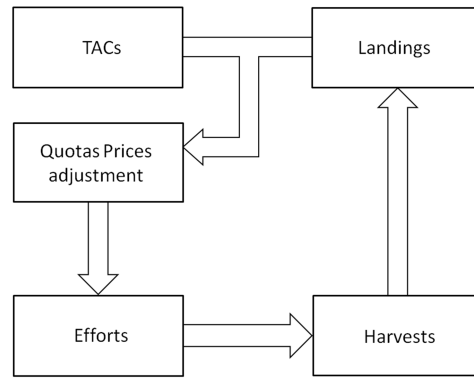 TACs
Landings
Quotas Prices
adjustment
Efforts
Harvests